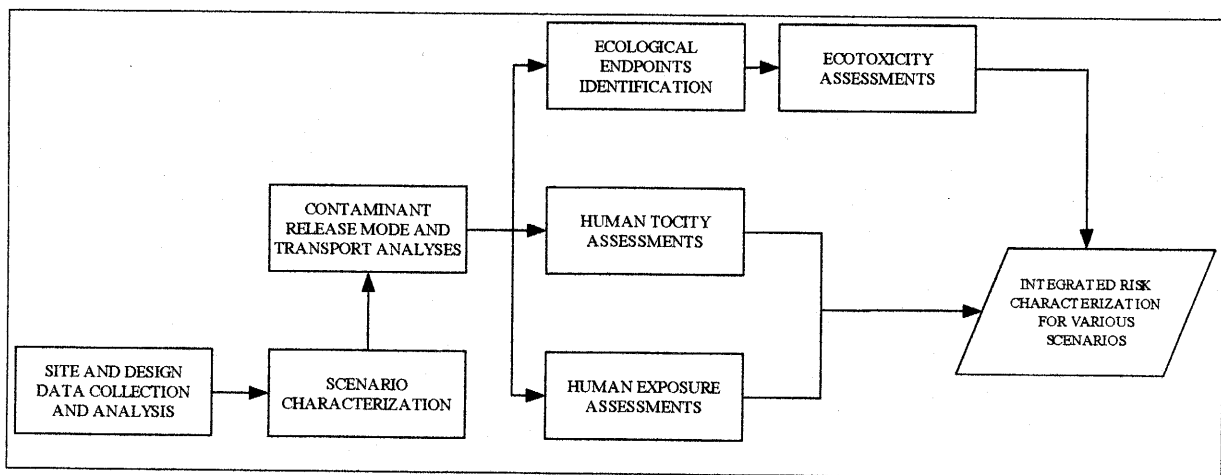 ECOLOGICAL
ENDPOINTS
IDENTIFICATION
ECOTOXICITY
ASSESSMENTS
CONTAMINANT
RELEASE MODE AND
TRANSPORT ANALYSES
HUMAN TOCITY
ASSESSMENTS
INTEGRATED RISK
CHARACTERIZATION
FOR VARIOUS
SCENARIOS
SITE AND DESIGN
DATA COLLECTION
AND ANALYSIS
SCENARIO
CHARACTERIZATION
HUMAN EXPOSURE
ASSESSMENTS